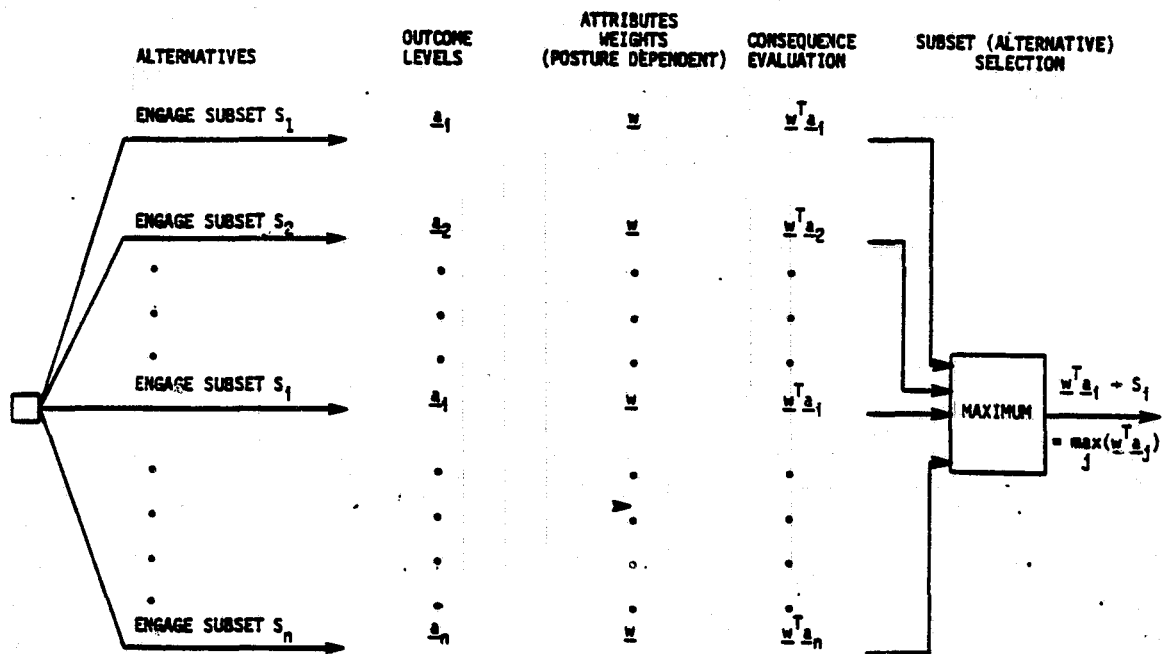 ALTERNATIVES
OUTCOME LEVELS
ATTRIBUTES WEIGHTS (POSTURE DEPENDENT)
CONSEQUENCE EVALUATION
SUBSET (ALTERNATIVE) SELECTION
ENGAGE SUBSET S₁ a₁ w wᵀa₁
ENGAGE SUBSET S₂ a₂ w wᵀa₂
ENGAGE SUBSET Sᵢ aᵢ w wᵀaᵢ
MAXIMUM
wᵀaᵢ → Sᵢ
= max(wᵀaⱼ)
j
ENGAGE SUBSET Sₙ aₙ w wᵀaₙ